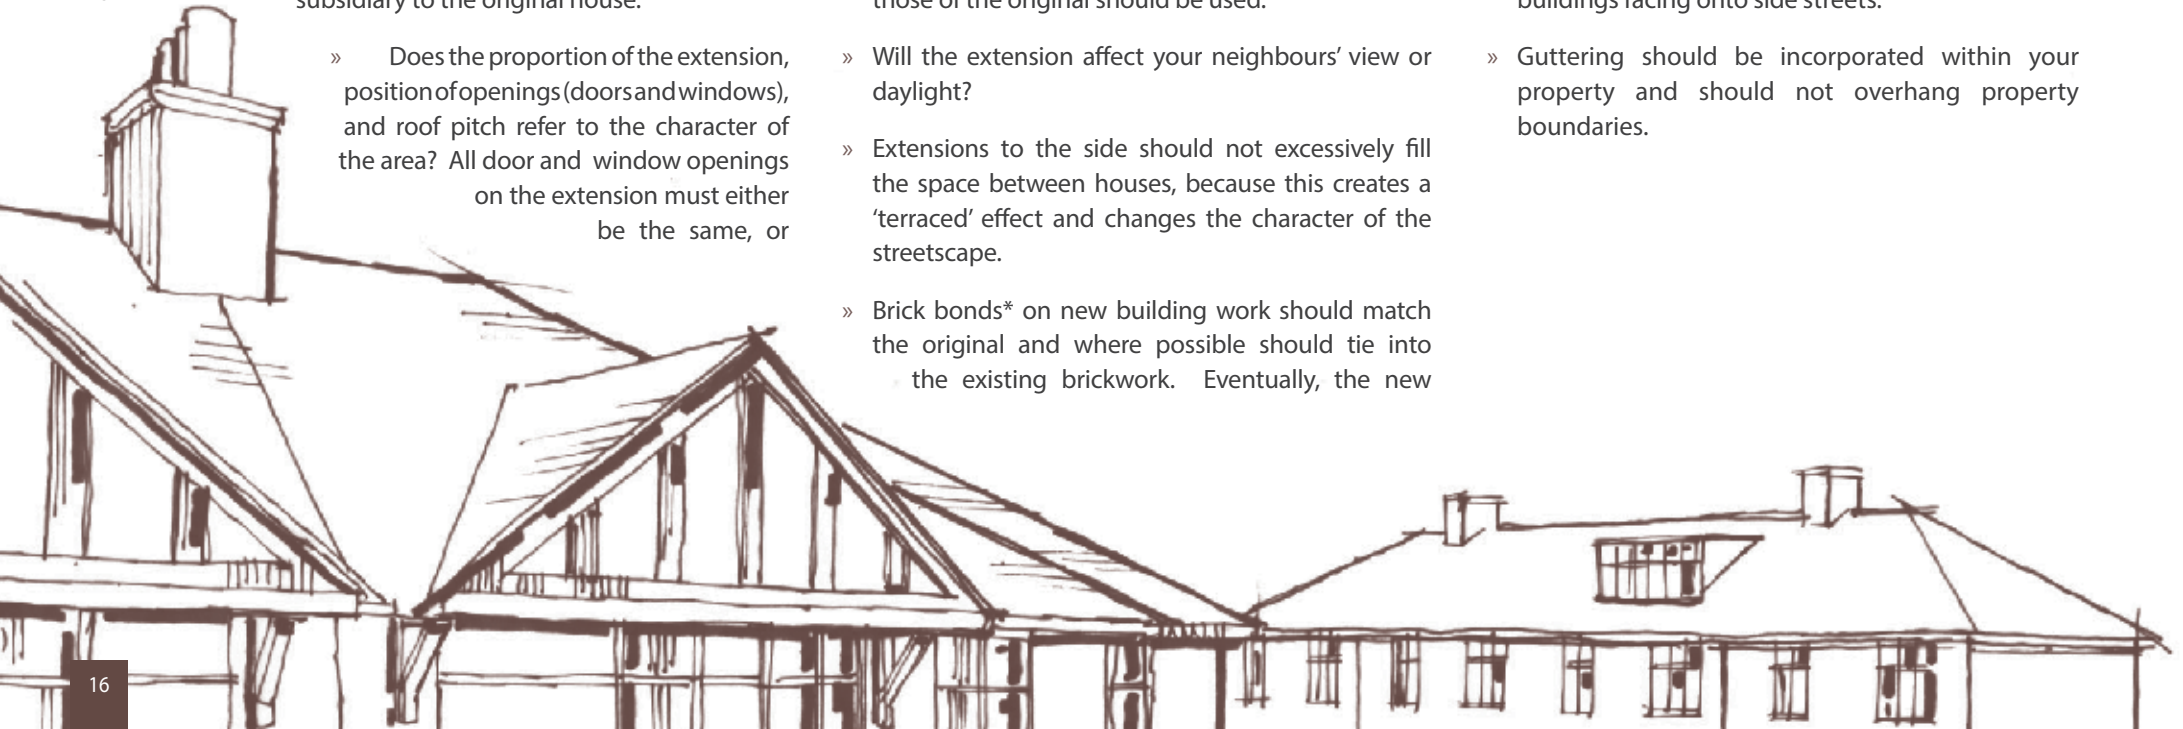 subsidiary to the original house.
» Does the proportion of the extension,
position of openings (doors and windows),
and roof pitch refer to the character of
the area? All door and window openings
on the extension must either
be the same, or
those of the original should be used.
» Will the extension affect your neighbours’ view or
daylight?
» Extensions to the side should not excessively fill
the space between houses, because this creates a
‘terraced’ effect and changes the character of the
streetscape.
» Brick bonds* on new building work should match
the original and where possible should tie into
the existing brickwork. Eventually, the new
buildings facing onto side streets.
» Guttering should be incorporated within your
property and should not overhang property
boundaries.
16